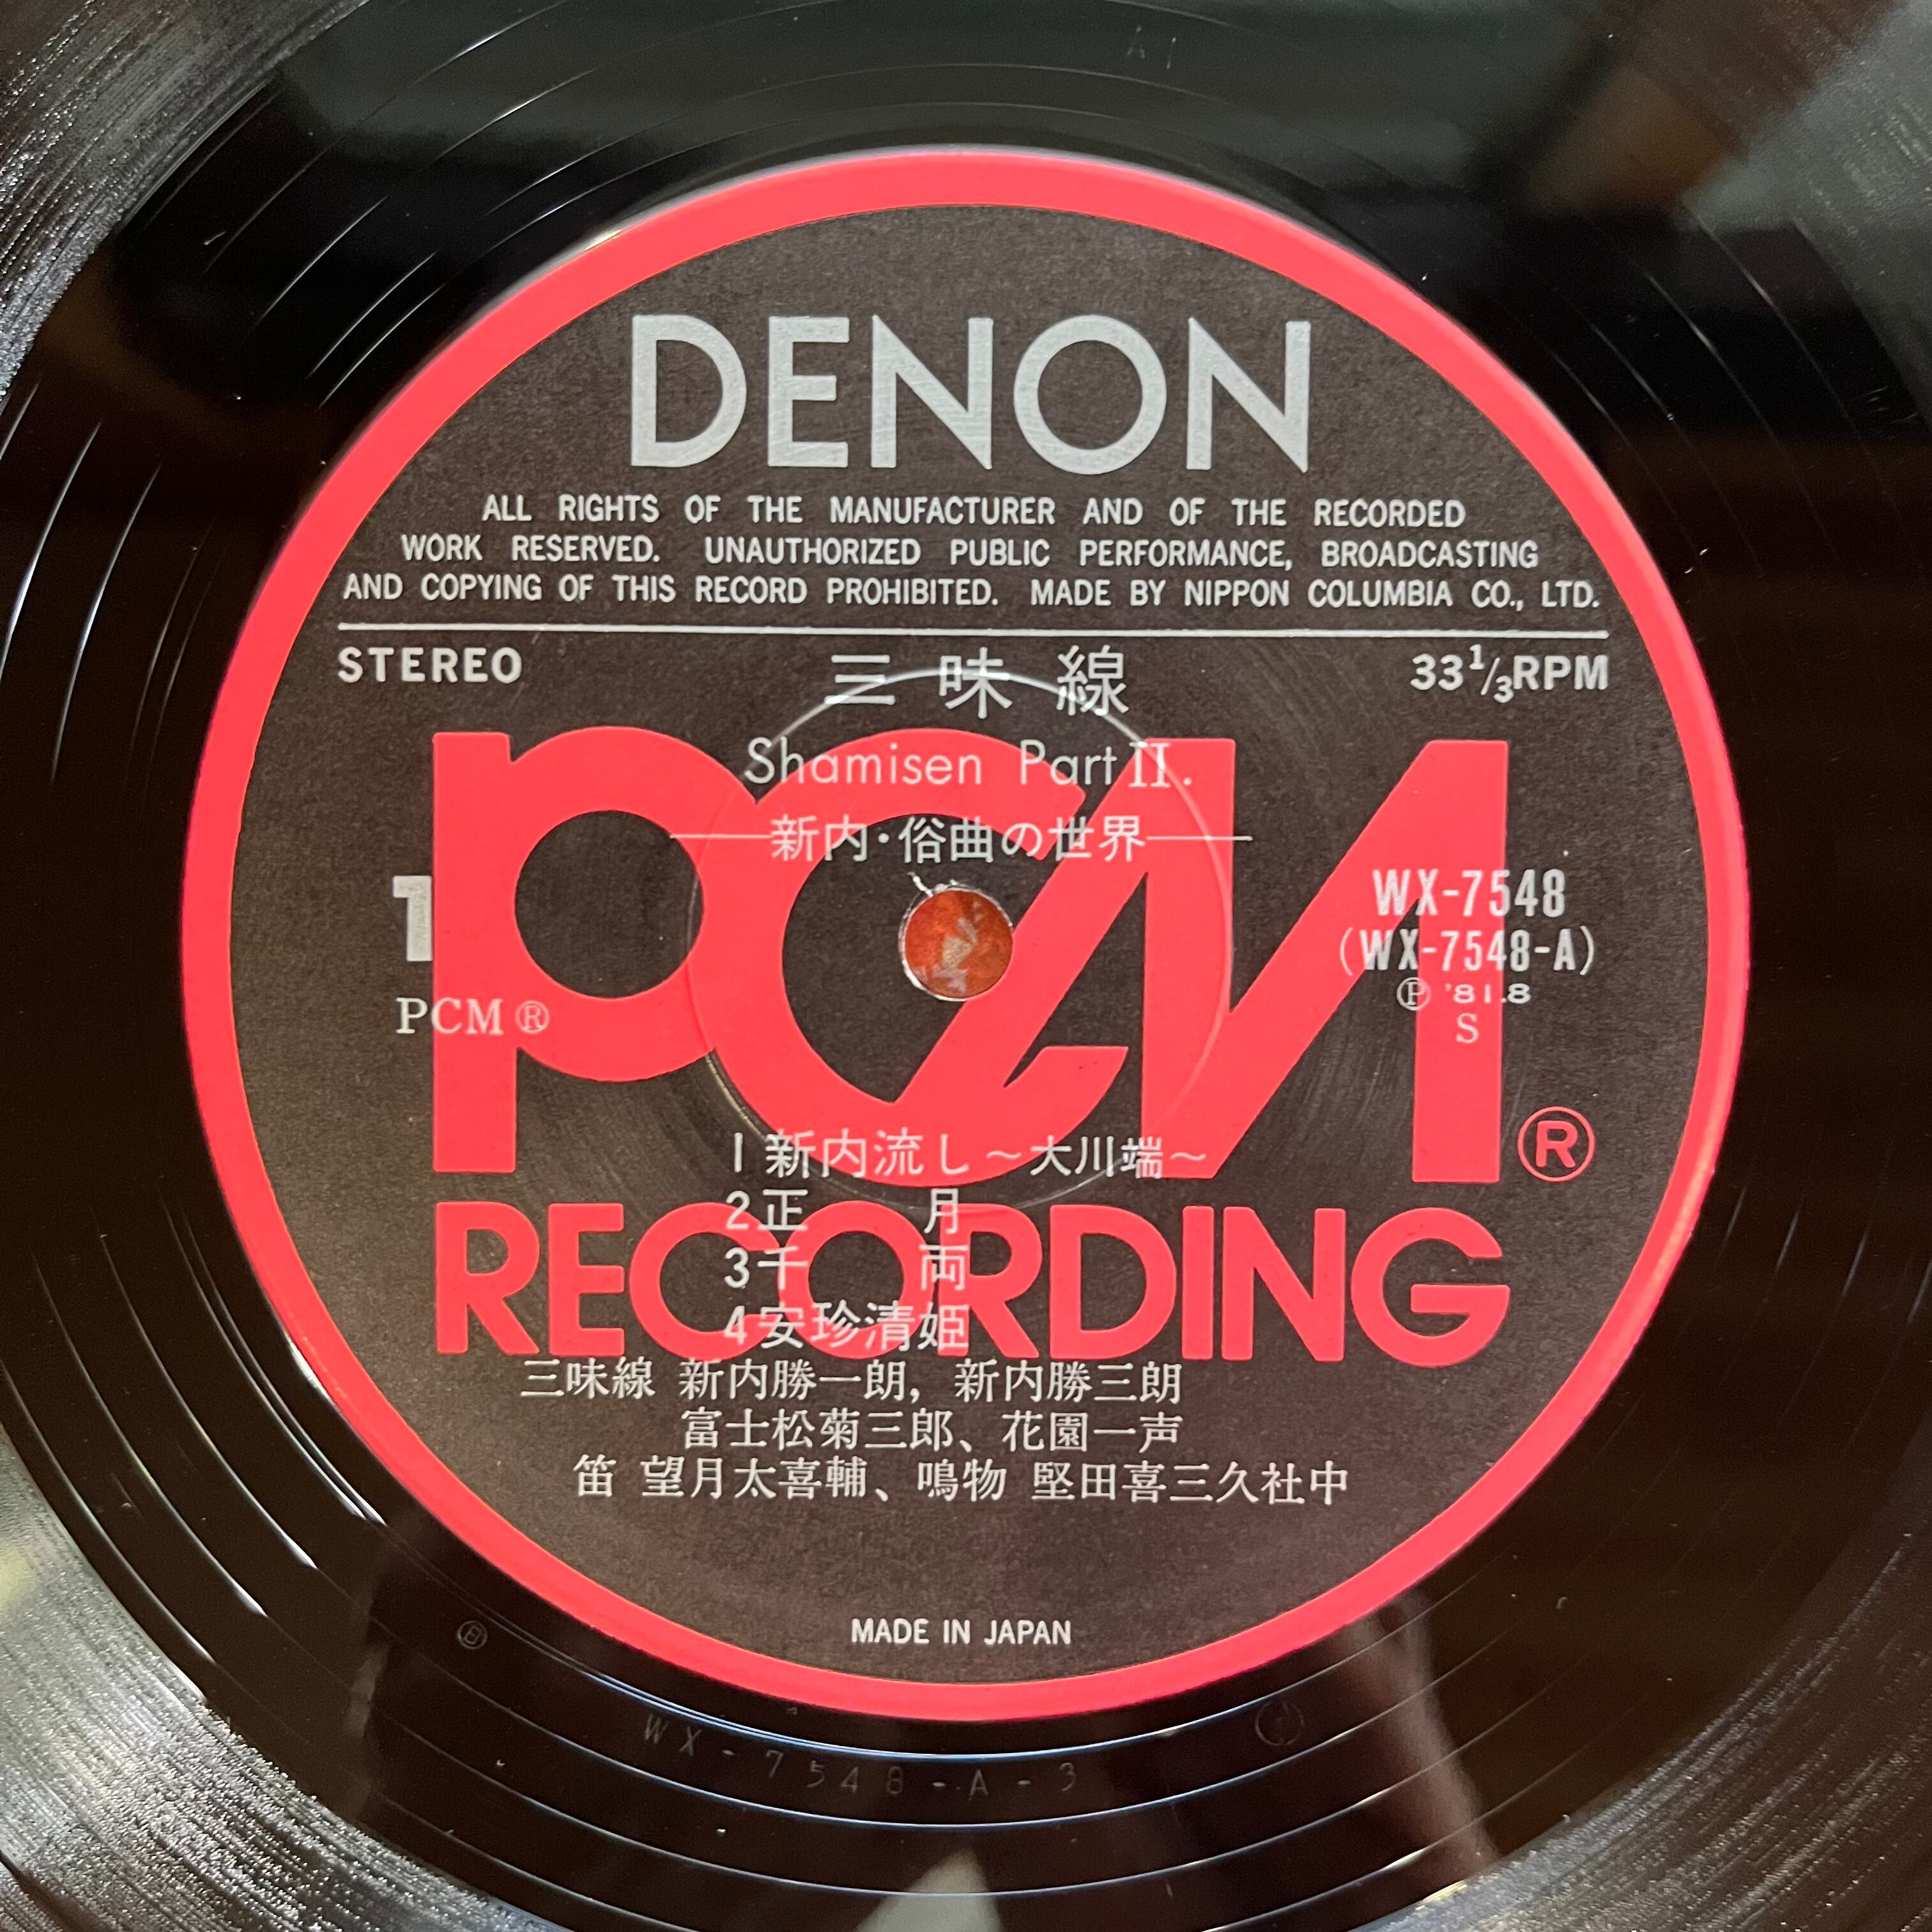 DENON
ALL RIGHTS OF THE MANUFACTURER AND OF THE RECORDED
WORK RESERVED. UNAUTHORIZED PUBLIC PERFORMANCE, BROADCASTING
AND COPYING OF THIS RECORD PROHIBITED. MADE BY NIPPON COLUMBIA CO., LTD.
STEREO 三味線 33 1/3 RPM
Shamisen Part II.
—新内・俗曲の世界—
1
WX-7548
(WX-7548-A)
Ⓟ '81.8
PCM®
S
PCM®
RECORDING
1 新内流し～大川端～
2 正月
3 千両
4 安珍清姫
三味線 新内勝一朗, 新内勝三朗
富士松菊三郎、花園一声
笛 望月太喜輔、鳴物 堅田喜三久社中
MADE IN JAPAN
WX-7548-A-3